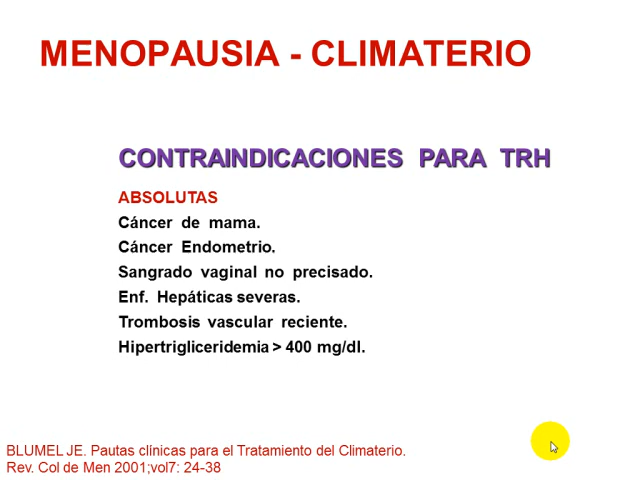 MENOPAUSIA - CLIMATERIO
CONTRAINDICACIONES PARA TRH
ABSOLUTAS
Cáncer de mama.
Cáncer Endometrio.
Sangrado vaginal no precisado.
Enf. Hepáticas severas.
Trombosis vascular reciente.
Hipertrigliceridemia > 400 mg/dl.
BLUMEL JE. Pautas clínicas para el Tratamiento del Climaterio.
Rev. Col de Men 2001;vol7: 24-38